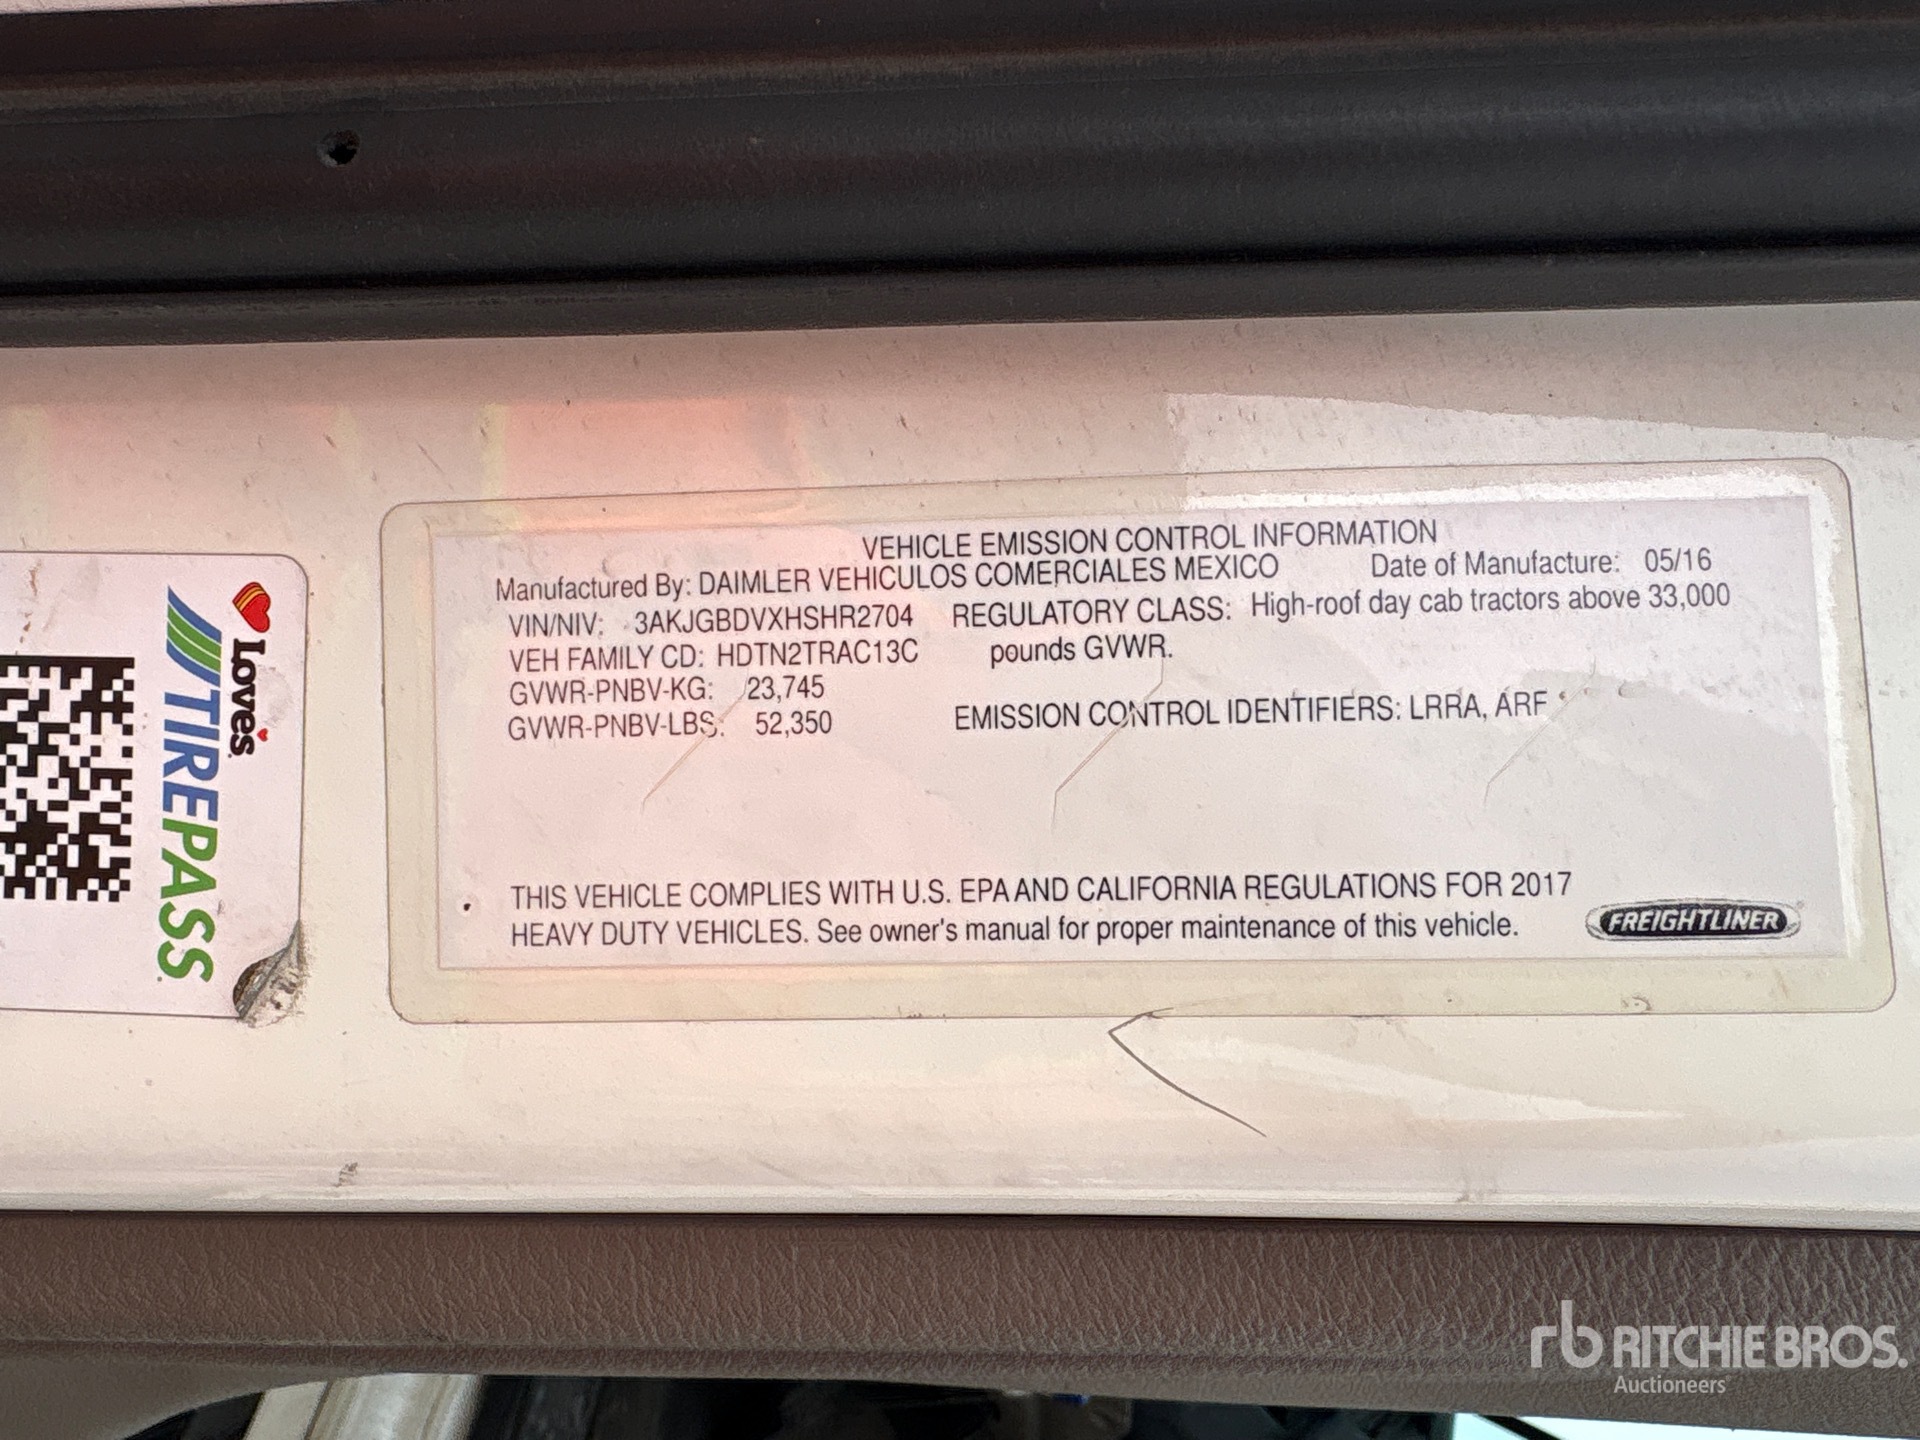 VEHICLE EMISSION CONTROL INFORMATION
Manufactured By: DAIMLER VEHICULOS COMERCIALES MEXICO Date of Manufacture: 05/16
VIN/NIV: 3AKJGBDVXHSHR2704 REGULATORY CLASS: High-roof day cab tractors above 33,000
VEH FAMILY CD: HDTN2TRAC13C pounds GVWR.
GVWR-PNBV-KG: 23,745
GVWR-PNBV-LBS: 52,350 EMISSION CONTROL IDENTIFIERS: LRRA, ARF
THIS VEHICLE COMPLIES WITH U.S. EPA AND CALIFORNIA REGULATIONS FOR 2017
HEAVY DUTY VEHICLES. See owner's manual for proper maintenance of this vehicle.
FREIGHTLINER
Love's
TIREPASS
rb RITCHIE BROS.
Auctioneers